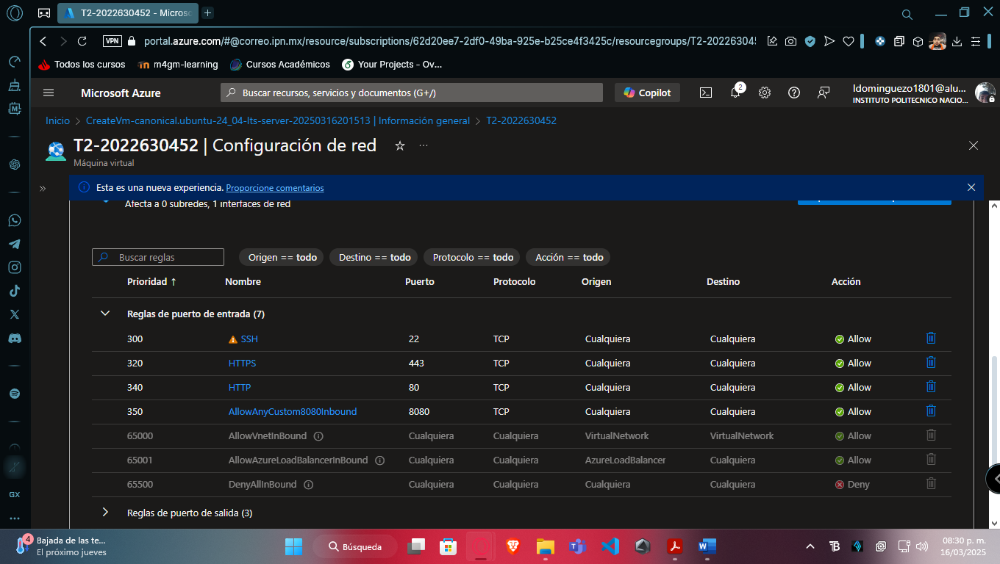 T2-2022630452 - Micros
VPN
portal.azure.com/#@correo.ipn.mx/resource/subscriptions/62d20ee7-2df0-49ba-925e-b25ce4f3425c/resourcegroups/T2-202263045
Todos los cursos
m4gm-learning
Cursos Académicos
Your Projects - Ov...
Microsoft Azure
Buscar recursos, servicios y documentos (G+/)
Copilot
2
ldominguezo1801@alu...
INSTITUTO POLITECNICO NACIO...
Inicio > CreateVm-canonical.ubuntu-24_04-lts-server-20250316201513 | Información general > T2-2022630452
T2-2022630452 | Configuración de red
Máquina virtual
Esta es una nueva experiencia. Proporcione comentarios
Afecta a 0 subredes, 1 interfaces de red
Buscar reglas
Origen == todo
Destino == todo
Protocolo == todo
Acción == todo
Prioridad ↑ Nombre Puerto Protocolo Origen Destino Acción
Reglas de puerto de entrada (7)
300 SSH 22 TCP Cualquiera Cualquiera Allow
320 HTTPS 443 TCP Cualquiera Cualquiera Allow
340 HTTP 80 TCP Cualquiera Cualquiera Allow
350 AllowAnyCustom8080Inbound 8080 TCP Cualquiera Cualquiera Allow
65000 AllowVnetInBound Cualquiera Cualquiera VirtualNetwork VirtualNetwork Allow
65001 AllowAzureLoadBalancerInBound Cualquiera Cualquiera AzureLoadBalancer Cualquiera Allow
65500 DenyAllInBound Cualquiera Cualquiera Cualquiera Cualquiera Deny
Reglas de puerto de salida (3)
GX
4
Bajada de las te...
El próximo jueves
Búsqueda
08:30 p. m.
16/03/2025